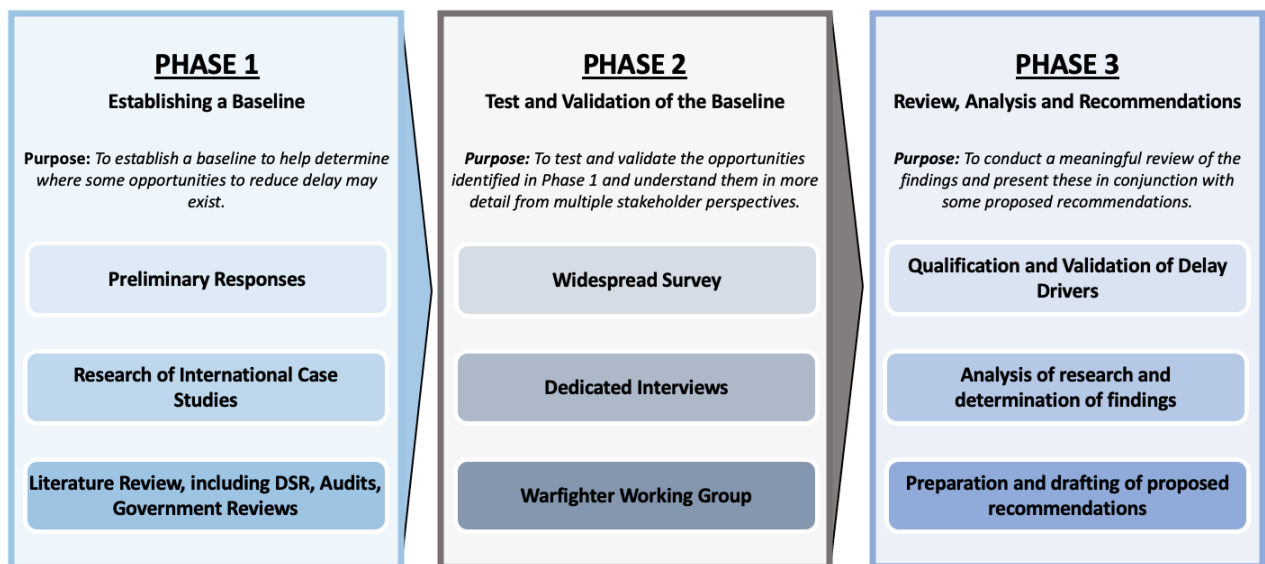 PHASE 1
Establishing a Baseline
Purpose: To establish a baseline to help determine
where some opportunities to reduce delay may
exist.
Preliminary Responses
Research of International Case
Studies
Literature Review, including DSR, Audits,
Government Reviews
PHASE 2
Test and Validation of the Baseline
Purpose: To test and validate the opportunities
identified in Phase 1 and understand them in more
detail from multiple stakeholder perspectives.
Widespread Survey
Dedicated Interviews
Warfighter Working Group
PHASE 3
Review, Analysis and Recommendations
Purpose: To conduct a meaningful review of the
findings and present these in conjunction with
some proposed recommendations.
Qualification and Validation of Delay
Drivers
Analysis of research and
determination of findings
Preparation and drafting of proposed
recommendations